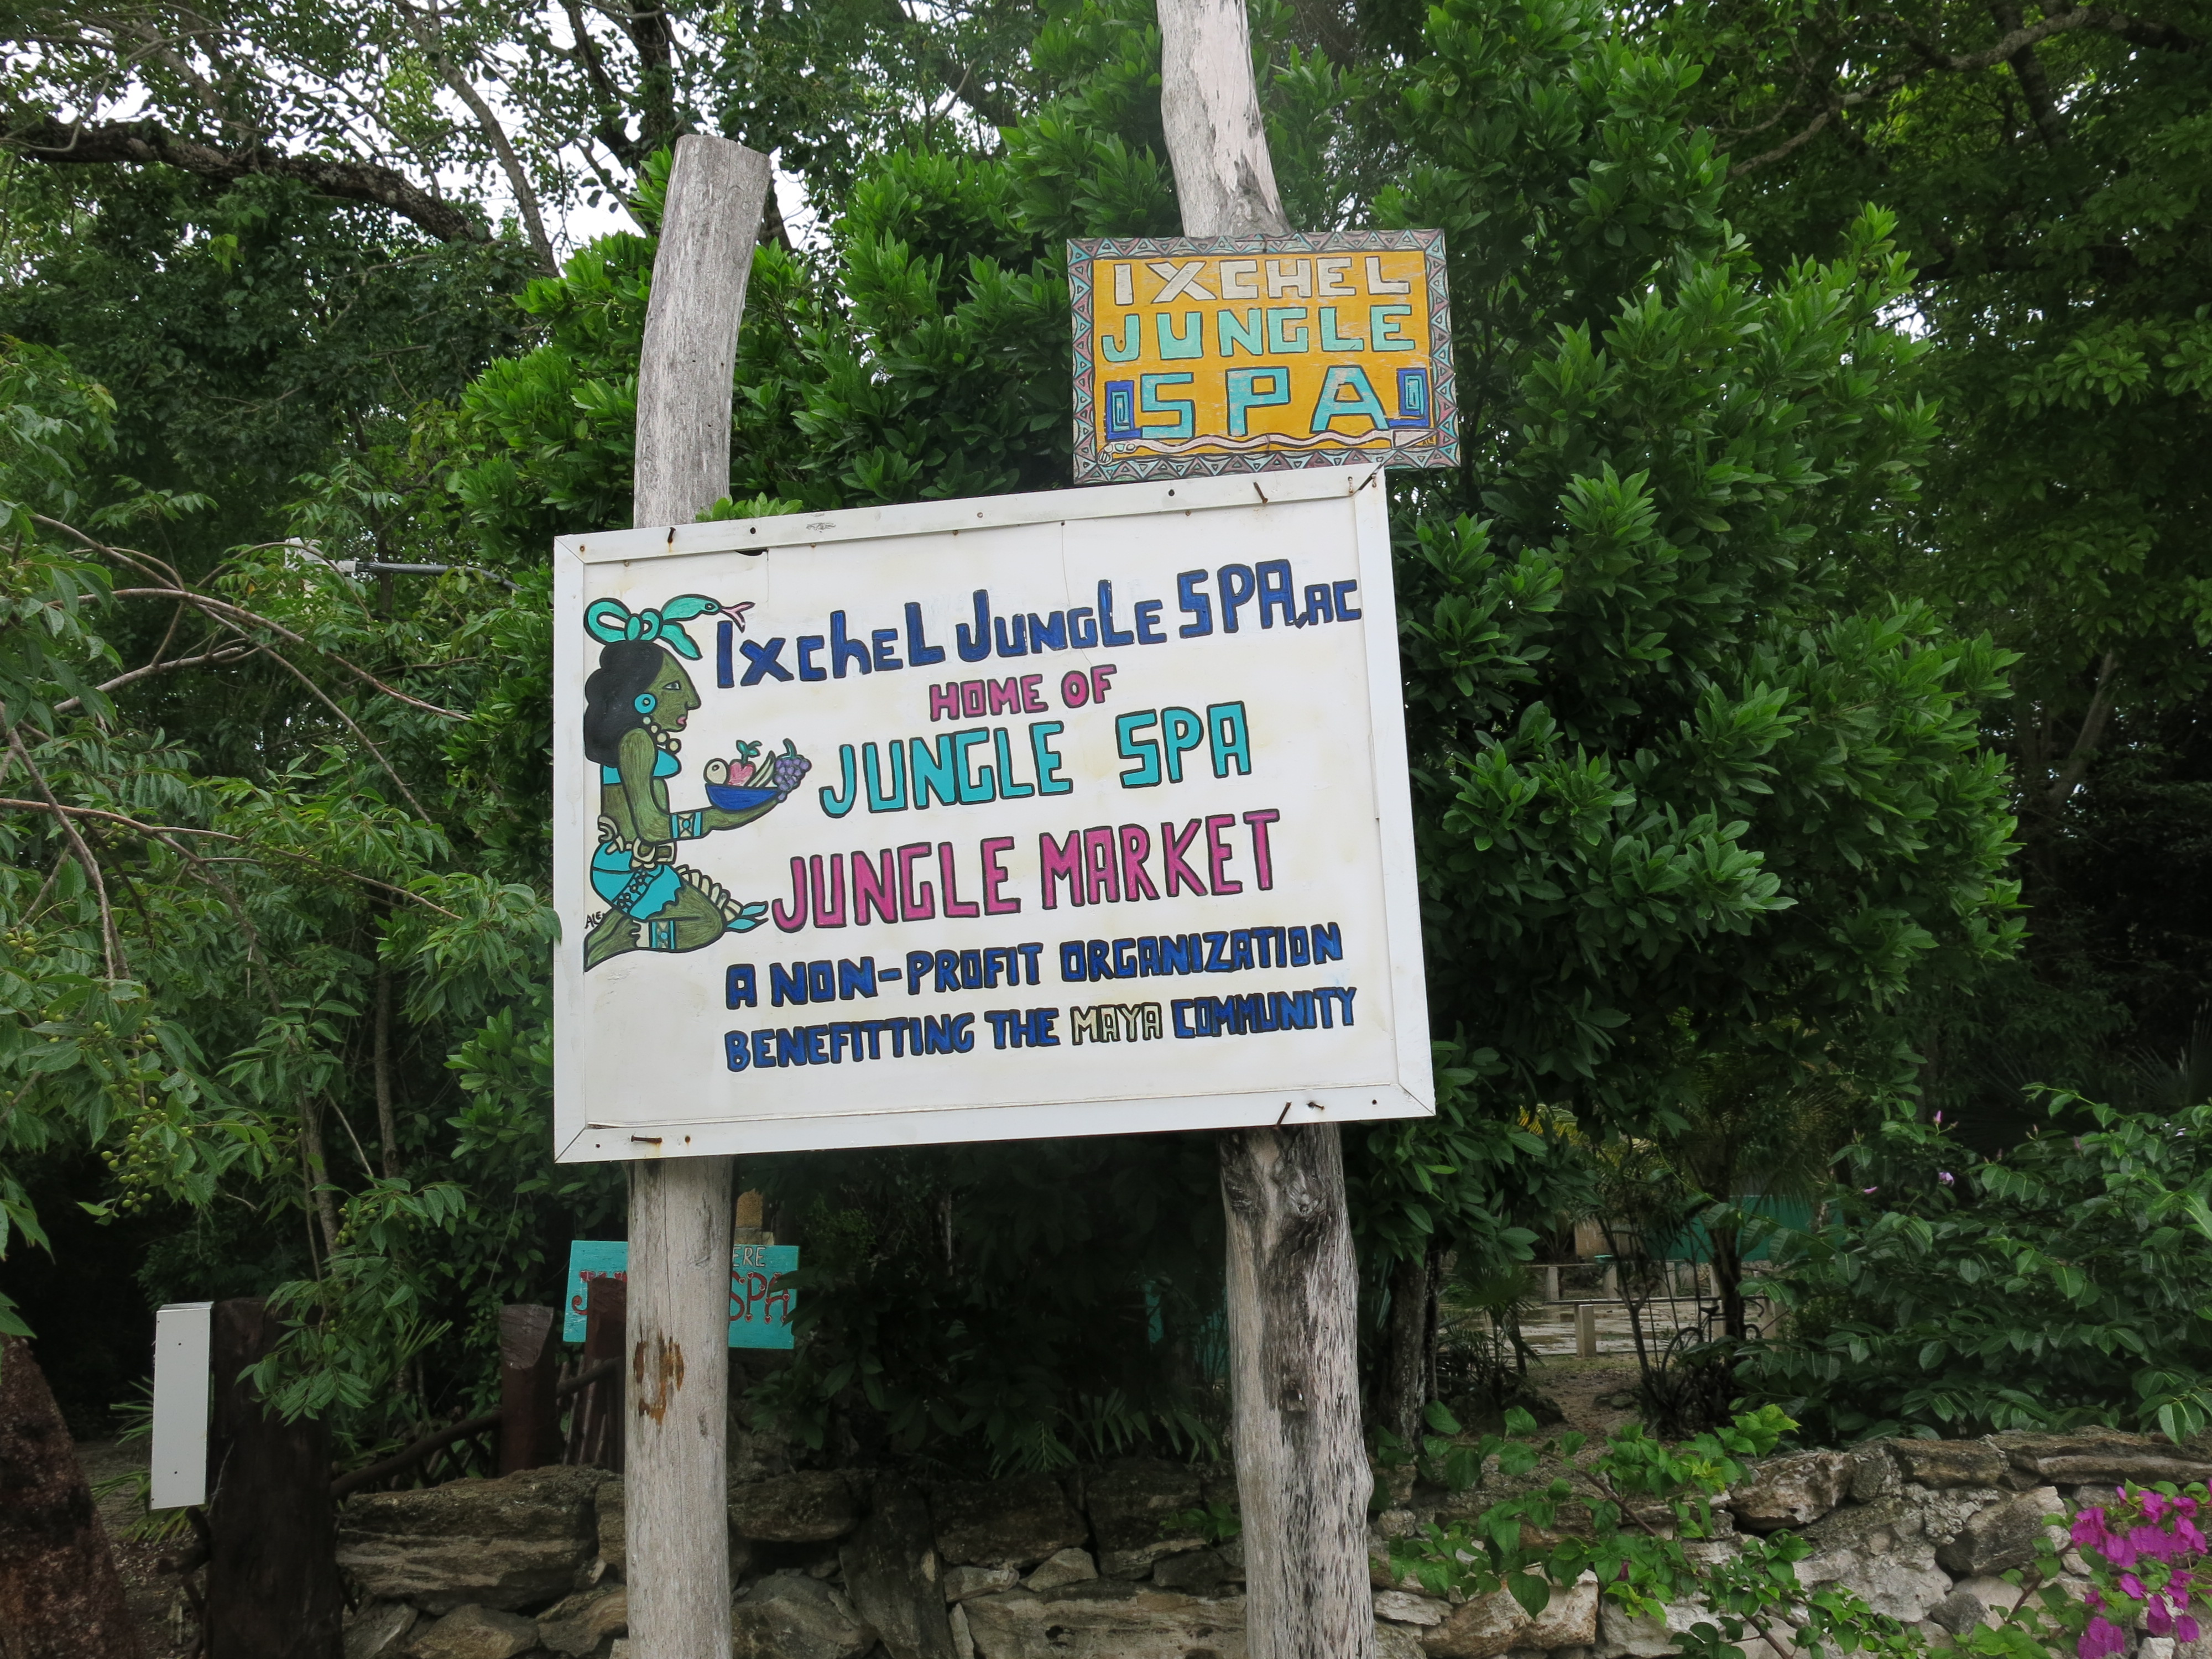 IXCHEL
JUNGLE
SPA
IxcheL JUNGLE SPA, AC
HOME OF
JUNGLE SPA
JUNGLE MARKET
A NON-PROFIT ORGANIZATION
BENEFITTING THE MAYA COMMUNITY
SPA